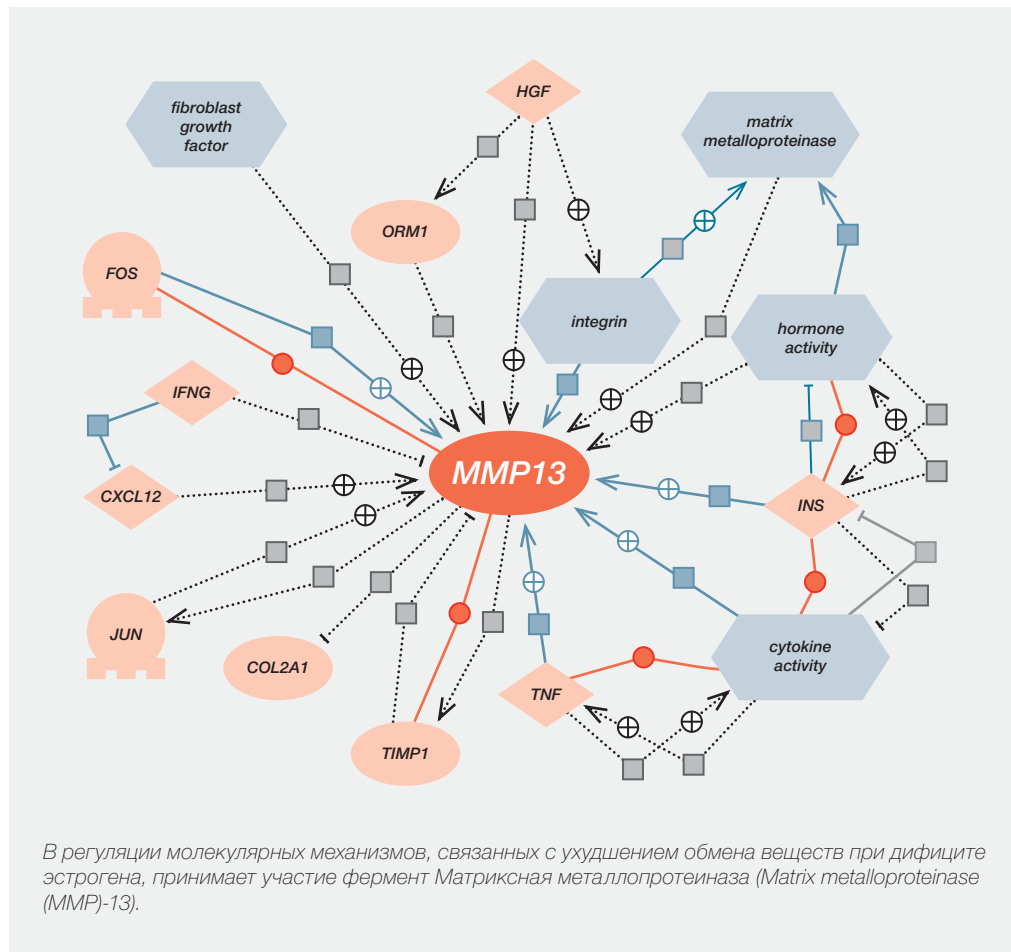 HGF
fibroblast
growth
factor
matrix
metalloproteinase
ORM1
FOS
integrin
hormone
activity
IFNG
MMP13
CXCL12
INS
JUN
COL2A1
cytokine
activity
TNF
TIMP1
В регуляции молекулярных механизмов, связанных с ухудшением обмена веществ при дифиците
эстрогена, принимает участие фермент Матриксная металлопротеиназа (Matrix metalloproteinase
(MMP)-13).